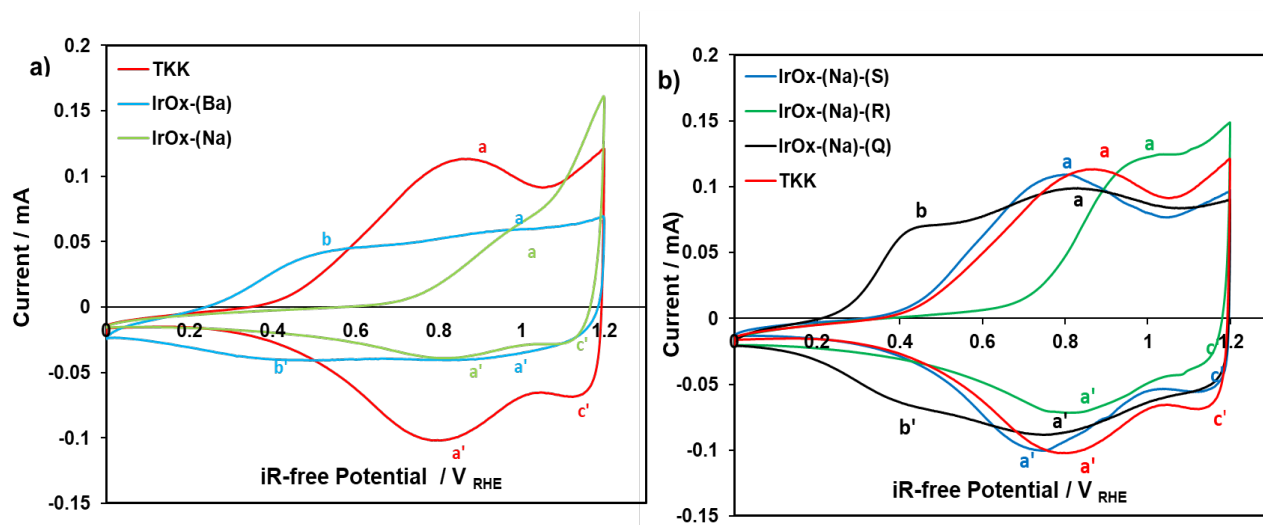 a)
TKK
IrOx-(Ba)
IrOx-(Na)
Current / mA
0.2
0.15
0.1
0.05
0
-0.05
-0.1
-0.15
0 0.2 0.4 0.6 0.8 1 1.2
a
b
a
a
b'
a'
a'
c'
c'
a'
iR-free Potential / V RHE
b)
IrOx-(Na)-(S)
IrOx-(Na)-(R)
IrOx-(Na)-(Q)
TKK
Current / mA)
0.2
0.15
0.1
0.05
0
-0.05
-0.1
-0.15
0 0.2 0.4 0.6 0.8 1 1.2
a
a
a
a
b
b'
a'
a'
a'
a'
c'
c'
c'
iR-free Potential / V RHE